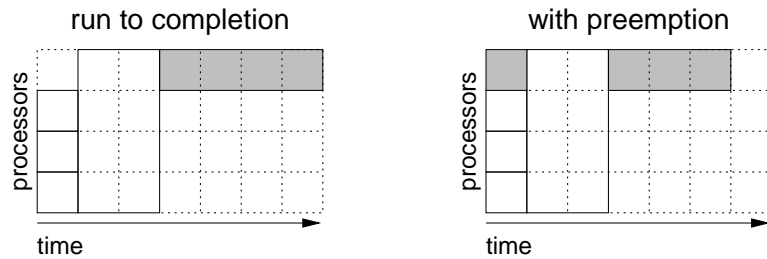 run to completion
processors
time
with preemption
processors
time